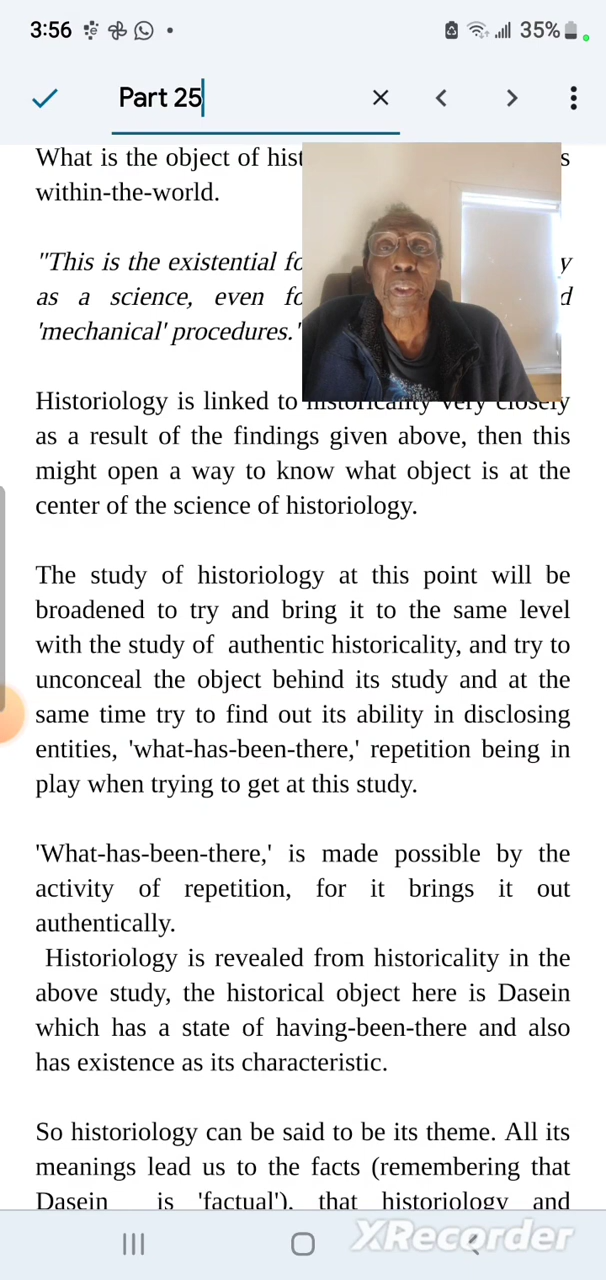 3:56
35%
Part 25
What is the object of hist s
within-the-world.
"This is the existential fo y
as a science, even fo d
'mechanical' procedures."
Historiology is linked to historicality very closely
as a result of the findings given above, then this
might open a way to know what object is at the
center of the science of historiology.
The study of historiology at this point will be
broadened to try and bring it to the same level
with the study of authentic historicality, and try to
unconceal the object behind its study and at the
same time try to find out its ability in disclosing
entities, 'what-has-been-there,' repetition being in
play when trying to get at this study.
'What-has-been-there,' is made possible by the
activity of repetition, for it brings it out
authentically.
Historiology is revealed from historicality in the
above study, the historical object here is Dasein
which has a state of having-been-there and also
has existence as its characteristic.
So historiology can be said to be its theme. All its
meanings lead us to the facts (remembering that
Dasein is 'factual'), that historiology and
XRecorder